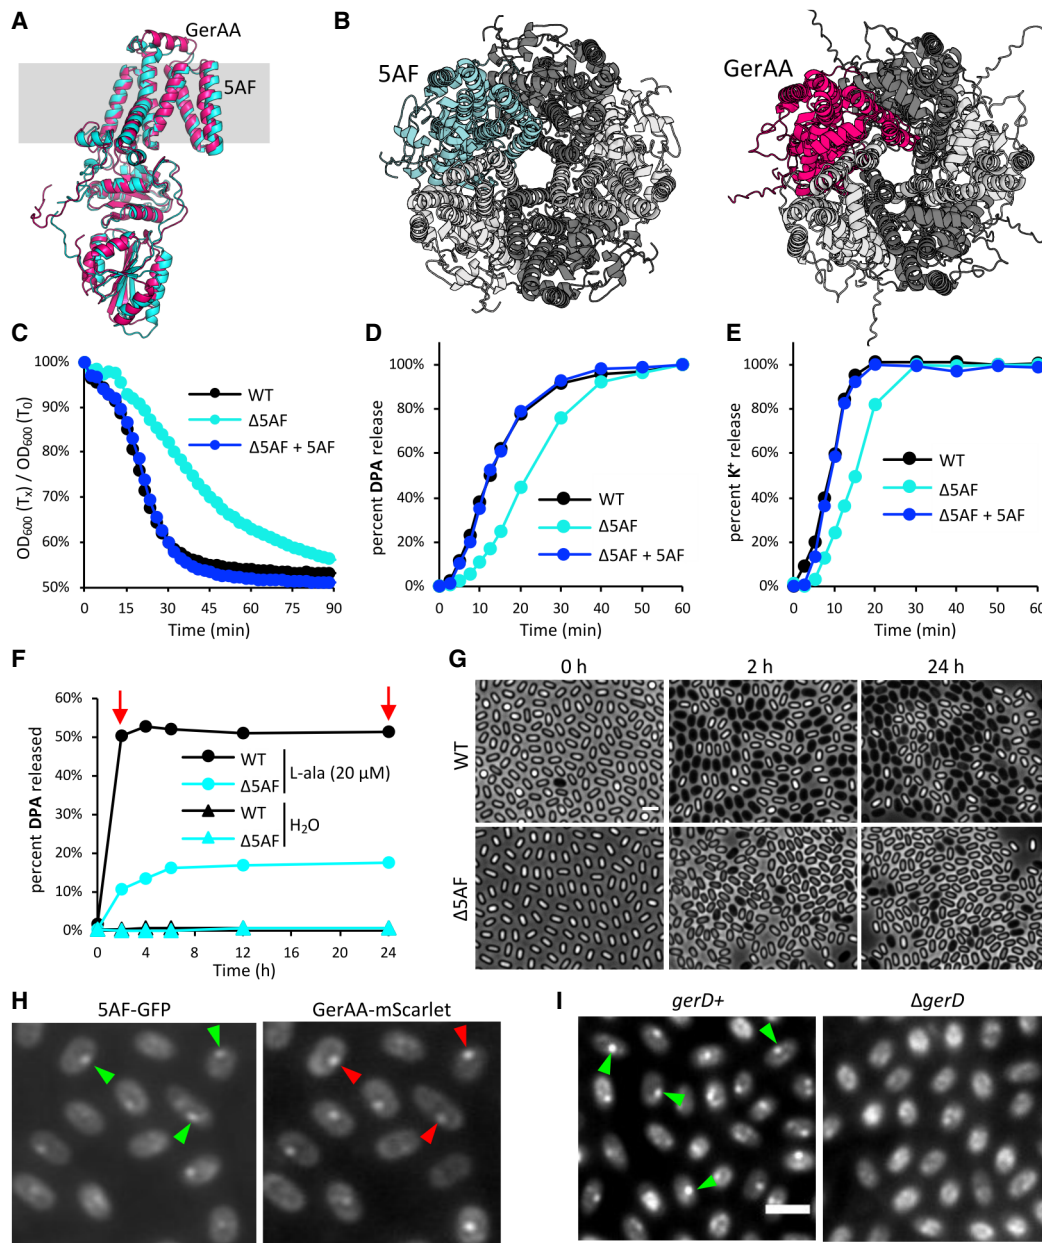 A
GerAA
5AF
B
5AF
GerAA
C
100%
90%
80%
70%
60%
50%
OD600 (Tx) / OD600 (T0)
WT
Δ5AF
Δ5AF + 5AF
0
15
30
45
60
75
90
Time (min)
D
100%
80%
60%
40%
20%
0%
percent DPA release
WT
Δ5AF
Δ5AF + 5AF
0
10
20
30
40
50
60
Time (min)
E
100%
80%
60%
40%
20%
0%
percent K+ release
WT
Δ5AF
Δ5AF + 5AF
0
10
20
30
40
50
60
Time (min)
F
60%
50%
40%
30%
20%
10%
0%
percent DPA released
WT
Δ5AF
L-ala (20 µM)
WT
Δ5AF
H2O
0
4
8
12
16
20
24
Time (h)
G
0 h
2 h
24 h
WT
Δ5AF
H
5AF-GFP
GerAA-mScarlet
I
gerD+
ΔgerD